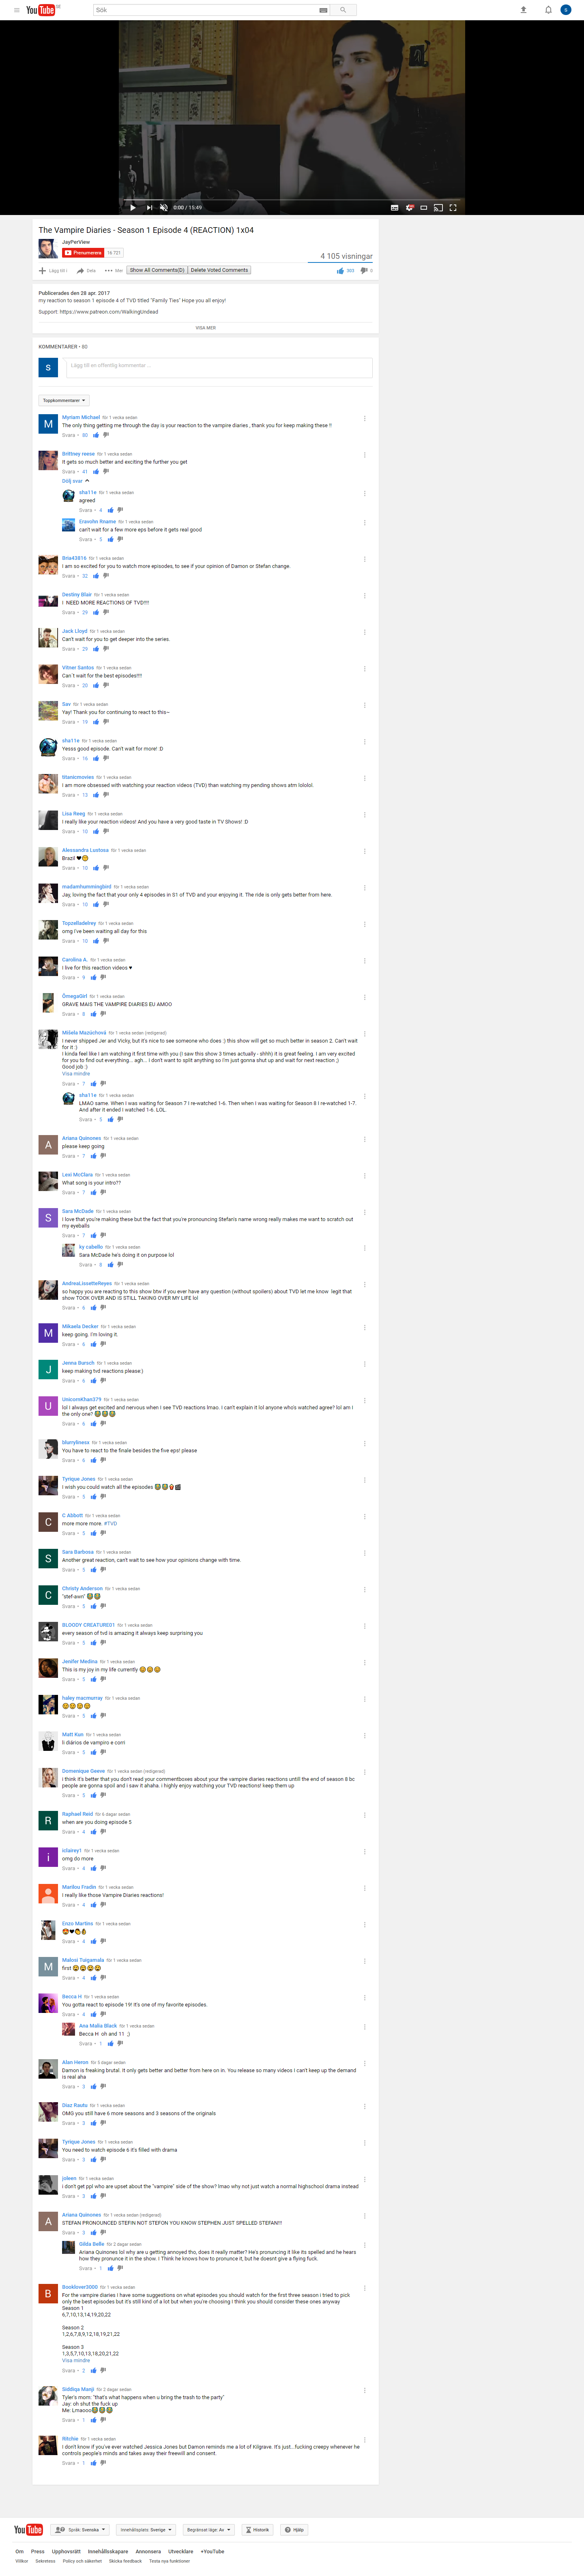 YouTube SE
Sök
0:00 / 15:49
The Vampire Diaries - Season 1 Episode 4 (REACTION) 1x04
JayPerView
Prenumerera 16 721
4 105 visningar
Lägg till i Dela Mer Show All Comments(D) Delete Voted Comments
303 0
Publicerades den 28 apr. 2017
my reaction to season 1 episode 4 of TVD titled "Family Ties" Hope you all enjoy!
Support: https://www.patreon.com/WalkingUndead
VISA MER
KOMMENTARER • 80
S
Lägg till en offentlig kommentar ...
Toppkommentarer
M
Myriam Michael för 1 vecka sedan
The only thing getting me through the day is your reaction to the vampire diaries , thank you for keep making these !!
Svara • 80
Brittney reese för 1 vecka sedan
It gets so much better and exciting the further you get
Svara • 41
Dölj svar
sha11e för 1 vecka sedan
agreed
Svara • 4
Eravohn Rname för 1 vecka sedan
can't wait for a few more eps before it gets real good
Svara • 3
Bria43816 för 1 vecka sedan
I am so excited for you to watch more episodes, to see if your opinion of Damon or Stefan change.
Svara • 32
Destiny Blair för 1 vecka sedan
I NEED MORE REACTIONS OF TVD!!!!
Svara • 29
Jack Lloyd för 1 vecka sedan
Can't wait for you to get deeper into the series.
Svara • 29
Vitner Santos för 1 vecka sedan
Can´t wait for the best episodes!!!!
Svara • 20
Sav för 1 vecka sedan
Yay! Thank you for continuing to react to this~
Svara • 19
sha11e för 1 vecka sedan
Yesss good episode. Can't wait for more! :D
Svara • 16
titanicmovies för 1 vecka sedan
I am more obsessed with watching your reaction videos (TVD) than watching my pending shows atm lololol.
Svara • 13
Lisa Reeg för 1 vecka sedan
I really like your reaction videos! And you have a very good taste in TV Shows! :D
Svara • 10
Alessandra Lustosa för 1 vecka sedan
Brazil ❤😍
Svara • 10
madamhummingbird för 1 vecka sedan
Jay, loving the fact that your only 4 episodes in S1 of TVD and your enjoying it. The ride is only gets better from here.
Svara • 10
Topzelladelrey för 1 vecka sedan
omg i've been waiting all day for this
Svara • 10
Carolina A. för 1 vecka sedan
I live for this reaction videos ♥
Svara • 9
ÔmegaGirl för 1 vecka sedan
GRAVE MAIS THE VAMPIRE DIARIES EU AMOO
Svara • 8
Mišela Mazúchová för 1 vecka sedan (redigerad)
I never shipped Jer and Vicky, but it's nice to see someone who does :) this show will get so much better in season 2. Can't wait
for it :)
I kinda feel like I am watching it first time with you (I saw this show 3 times actually - shhh) it is great feeling. I am very excited
for you to find out everything... agh... I don't want to spilt anything so I'm just gonna shut up and wait for next reaction ;)
Good job :)
Visa mindre
Svara • 7
sha11e för 1 vecka sedan
LMAO same. When I was waiting for Season 7 I re-watched 1-6. Then when I was waiting for Season 8 I re-watched 1-7.
And after it ended I watched 1-6. LOL.
Svara • 5
A
Ariana Quinones för 1 vecka sedan
please keep going
Svara • 7
Lexi McClara för 1 vecka sedan
What song is your intro??
Svara • 7
S
Sara McDade för 1 vecka sedan
I love that you're making these but the fact that you're pronouncing Stefan's name wrong really makes me want to scratch out
my eyeballs
Svara • 7
ky cabello för 1 vecka sedan
Sara McDade he's doing it on purpose lol
Svara • 8
AndreaLissetteReyes för 1 vecka sedan
so happy you are reacting to this show btw if you ever have any question (without spoilers) about TVD let me know legit that
show TOOK OVER AND IS STILL TAKING OVER MY LIFE lol
Svara • 6
M
Mikaela Decker för 1 vecka sedan
keep going. I'm loving it.
Svara • 6
J
Jenna Bursch för 1 vecka sedan
keep making tvd reactions please:)
Svara • 6
U
UnicornKhan379 för 1 vecka sedan
lol I always get excited and nervous when I see TVD reactions lmao. I can't explain it lol anyone who's watched agree? lol am I
the only one? 😂😂😂
Svara • 6
blurryllness för 1 vecka sedan
You have to react to the finale besides the five eps! please
Svara • 6
Tyrique Jones för 1 vecka sedan
I wish you could watch all the episodes
Svara • 5
C
C Abbott för 1 vecka sedan
more more more. #TVD
Svara • 5
S
Sara Barbosa för 1 vecka sedan
Another great reaction, can't wait to see how your opinions change with time.
Svara • 5
C
Christy Anderson för 1 vecka sedan
"stef-awn" 😂😂
Svara • 5
BLOODY CREATURE01 för 1 vecka sedan
every season of tvd is amazing it always keep surprising you
Svara • 5
Jenifer Medina för 1 vecka sedan
This is my joy in my life currently
Svara • 5
haley macmurray för 1 vecka sedan
Svara • 5
Matt Kun för 1 vecka sedan
li diários de vampiro e corri
Svara • 5
Domenique Geene för 1 vecka sedan (redigerad)
i think it's better that you don't read your commentboxes about your the vampire diaries reactions untill the end of season 8 bc
people are gonna spoil and i saw it ahaha. I highly enjoy watching your TVD reactions! keep them up
Svara • 5
R
Raphael Reid för 6 dagar sedan
when are you doing episode 5
Svara • 4
i
iclairey1 för 1 vecka sedan
omg do more
Svara • 4
Marilou Fradin för 1 vecka sedan
I really like those Vampire Diaries reactions!
Svara • 4
Enzo Martins för 1 vecka sedan
Svara • 4
M
Malosi Tuigamala för 1 vecka sedan
first
Svara • 4
Becca H för 1 vecka sedan
You gotta react to episode 19! It's one of my favorite episodes.
Svara • 4
Ana Malia Black för 1 vecka sedan
Becca H oh and 11 ;)
Svara • 1
Alan Heron för 5 dagar sedan
Damon is freaking brutal. It only gets better and better from here on in. You release so many videos I can't keep up the demand
is real aha
Svara • 3
Diaz Rautu för 1 vecka sedan
OMG you still have 6 more seasons and 3 seasons of the originals
Svara • 3
Tyrique Jones för 1 vecka sedan
You need to watch episode 6 it's filled with drama
Svara • 3
joleen för 1 vecka sedan
i don't get ppl who are upset about the "vampire" side of the show? lmao why not just watch a normal highschool drama instead
Svara • 3
A
Ariana Quinones för 1 vecka sedan (redigerad)
STEFAN PRONOUNCED STEFIN NOT STEFON YOU KNOW STEPHEN JUST SPELLED STEFAN!!!
Svara • 3
Gilda Belle för 2 dagar sedan
Ariana Quinones lol why are u getting annoyed tho, does it really matter? He's pronouncing it like its spelled and he hears
how they pronounce it in the show. I Think he knows how to pronunce it, but he doesnt give a flying fuck.
Svara • 1
B
Booklover3000 för 1 vecka sedan
For the vampire diaries I have some suggestions on what episodes you should watch for the first three season I tried to pick
only the best episodes but it's still kind of a lot but when you're choosing I think you should consider these ones anyway
Season 1
6,7,10,13,14,19,20,22
Season 2
1,2,6,7,8,9,12,18,19,21,22
Season 3
1,3,5,7,10,13,18,20,21,22
Visa mindre
Svara • 2
Siddiqa Manji för 2 dagar sedan
Tyler's mom: "that's what happens when u bring the trash to the party"
Jay: oh shut the fuck up
Me: Lmaooo😂😂😂
Svara • 1
Ritchie för 1 vecka sedan
I don't know if you've ever watched Jessica Jones but Damon reminds me a lot of Kilgrave. It's just...fucking creepy whenever he
controls people's minds and takes away their freewill and consent.
Svara • 1
YouTube Språk: Svenska Innehållsplats: Sverige Begränsat läge: Av Historik Hjälp
Om Press Upphovsrätt Innehållsskapare Annonsera Utvecklare +YouTube
Villkor Sekretess Policy och säkerhet Skicka feedback Testa nya funktioner